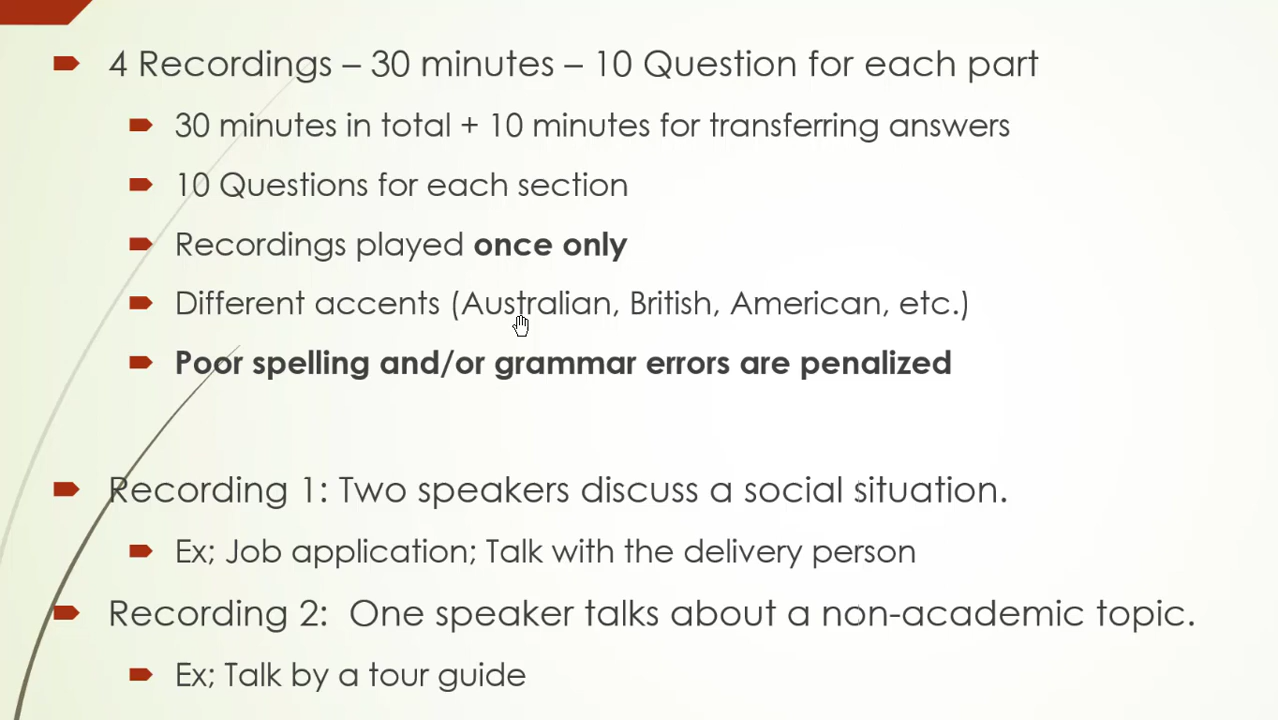 4 Recordings – 30 minutes – 10 Question for each part
30 minutes in total + 10 minutes for transferring answers
10 Questions for each section
Recordings played once only
Different accents (Australian, British, American, etc.)
Poor spelling and/or grammar errors are penalized
Recording 1: Two speakers discuss a social situation.
Ex; Job application; Talk with the delivery person
Recording 2:  One speaker talks about a non-academic topic.
Ex; Talk by a tour guide